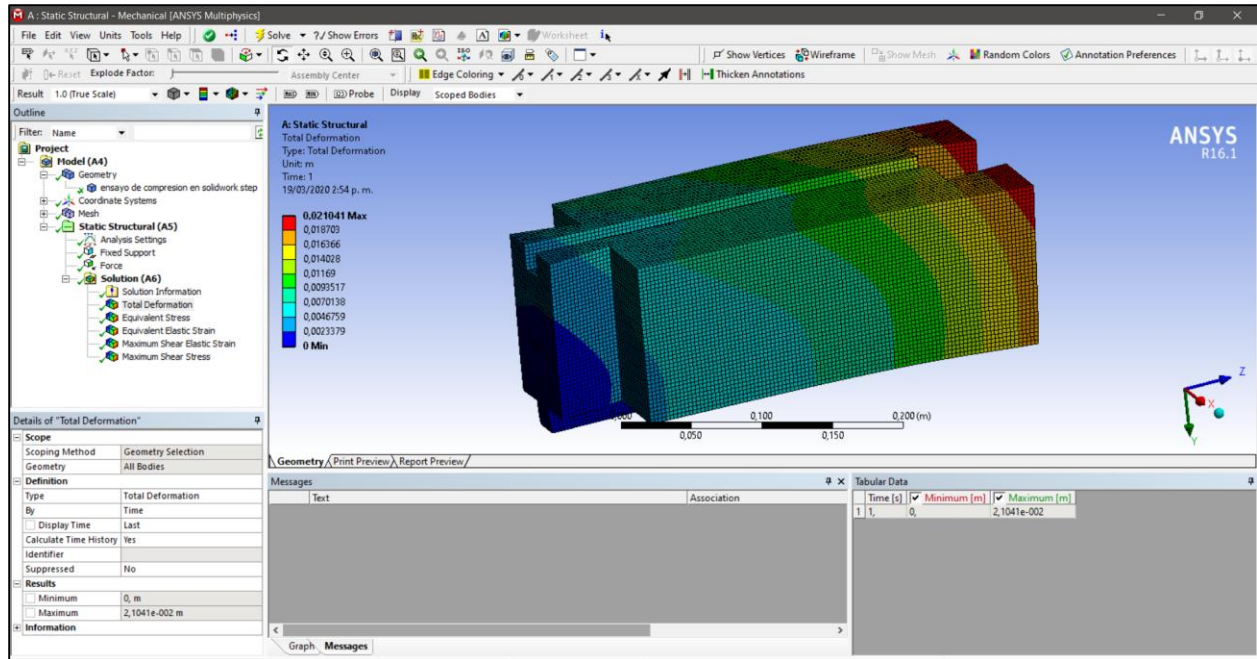 A : Static Structural - Mechanical [ANSYS Multiphysics]
File Edit View Units Tools Help Solve ?/ Show Errors Worksheet
Show Vertices Wireframe Show Mesh Random Colors Annotation Preferences
Reset Explode Factor: Assembly Center Edge Coloring Thicken Annotations
Result 1.0 (True Scale) Probe Display Scoped Bodies
Outline
Filter: Name
Project
Model (A4)
Geometry
ensayo de compresion en solidwork step
Coordinate Systems
Mesh
Static Structural (A5)
Analysis Settings
Fixed Support
Force
Solution (A6)
Solution Information
Total Deformation
Equivalent Stress
Equivalent Elastic Strain
Maximum Shear Elastic Strain
Maximum Shear Stress
Details of "Total Deformation"
Scope
Scoping Method Geometry Selection
Geometry All Bodies
Definition
Type Total Deformation
By Time
Display Time Last
Calculate Time History Yes
Identifier
Suppressed No
Results
Minimum 0, m
Maximum 2,1041e-002 m
Information
A: Static Structural
Total Deformation
Type: Total Deformation
Unit: m
Time: 1
19/03/2020 2:54 p. m.
0,021041 Max
0,018703
0,016366
0,014028
0,01169
0,0093517
0,0070138
0,0046759
0,0023379
0 Min
ANSYS
R16.1
0,100 0,200 (m)
0,050 0,150
Z
X
Y
Geometry Print Preview Report Preview
Messages
Text Association
Graph Messages
Tabular Data
Time [s] Minimum [m] Maximum [m]
1 1, 0, 2,1041e-002